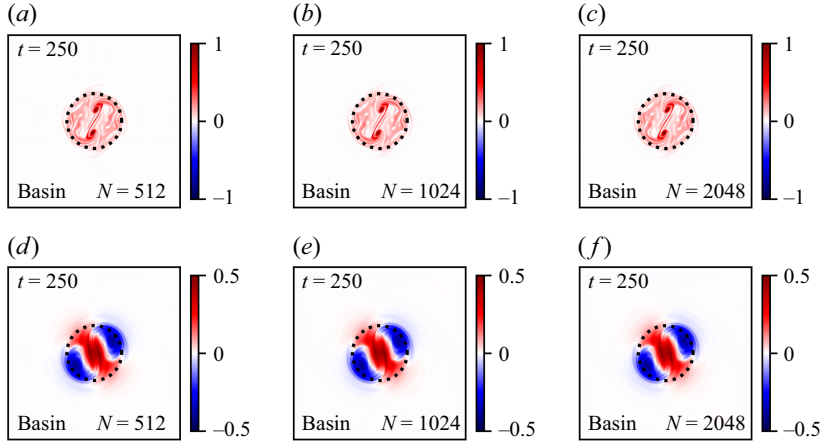 (a)
(b)
(c)
t = 250
1
0
−1
Basin
N = 512
t = 250
1
0
−1
Basin
N = 1024
t = 250
1
0
−1
Basin
N = 2048
(d)
(e)
(f)
t = 250
0.5
0
−0.5
Basin
N = 512
t = 250
0.5
0
−0.5
Basin
N = 1024
t = 250
0.5
0
−0.5
Basin
N = 2048